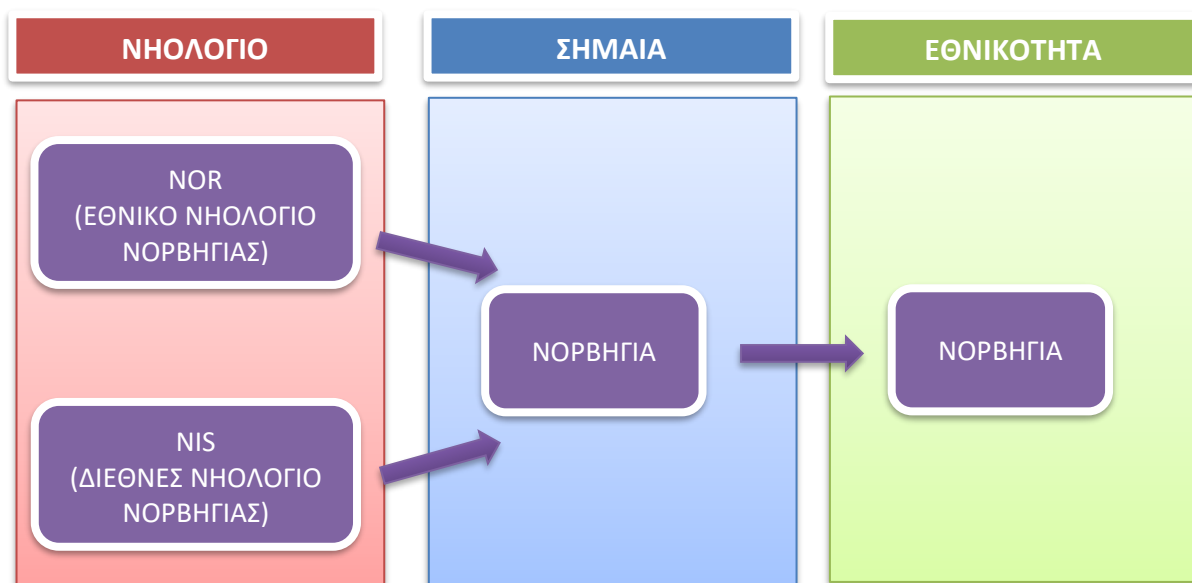 ΝΗΟΛΟΓΙΟ
ΣΗΜΑΙΑ
ΕΘΝΙΚΟΤΗΤΑ
NOR
(ΕΘΝΙΚΟ ΝΗΟΛΟΓΙΟ
ΝΟΡΒΗΓΙΑΣ)
NIS
(ΔΙΕΘΝΕΣ ΝΗΟΛΟΓΙΟ
ΝΟΡΒΗΓΙΑΣ)
ΝΟΡΒΗΓΙΑ
ΝΟΡΒΗΓΙΑ